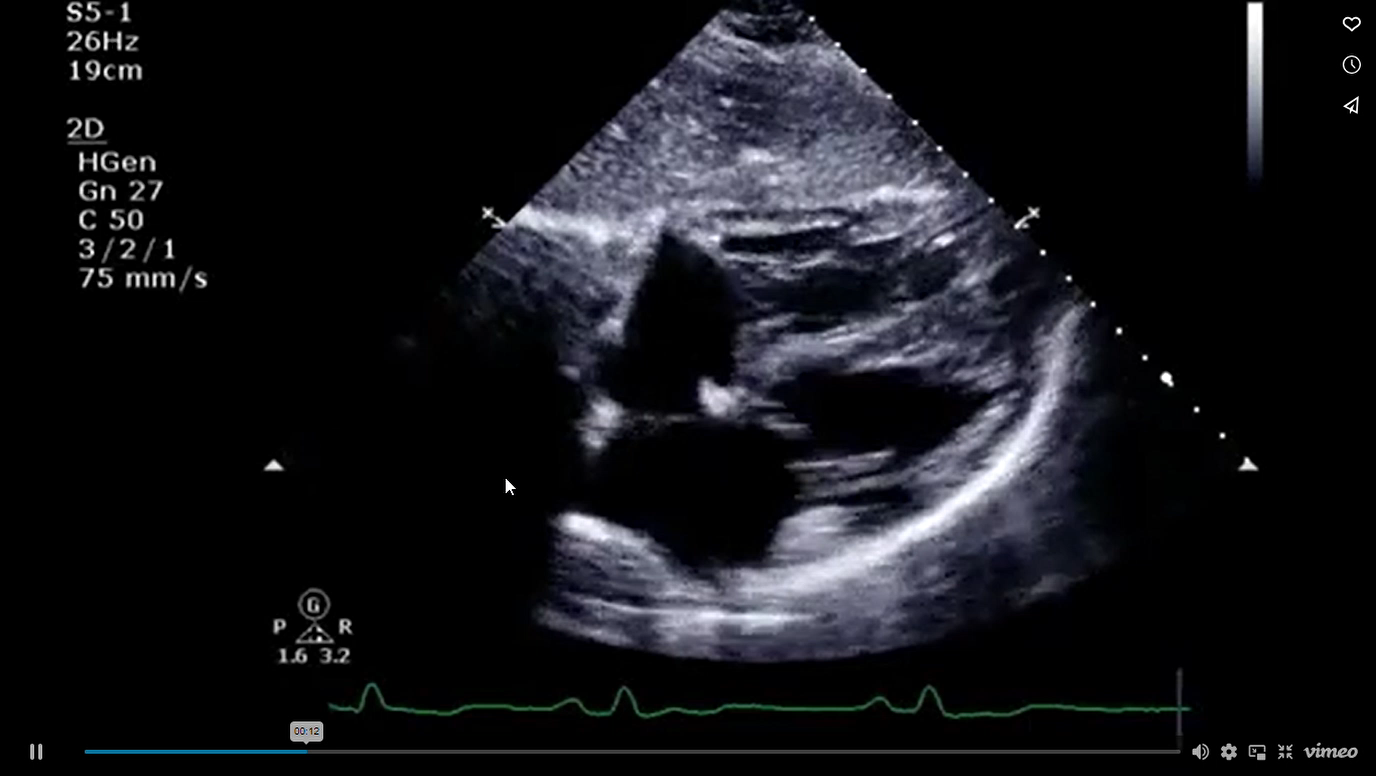 S5-1
26Hz
19cm
2D
HGen
Gn 27
C 50
3/2/1
75 mm/s
G
P R
1.6 3.2
00:12
vimeo